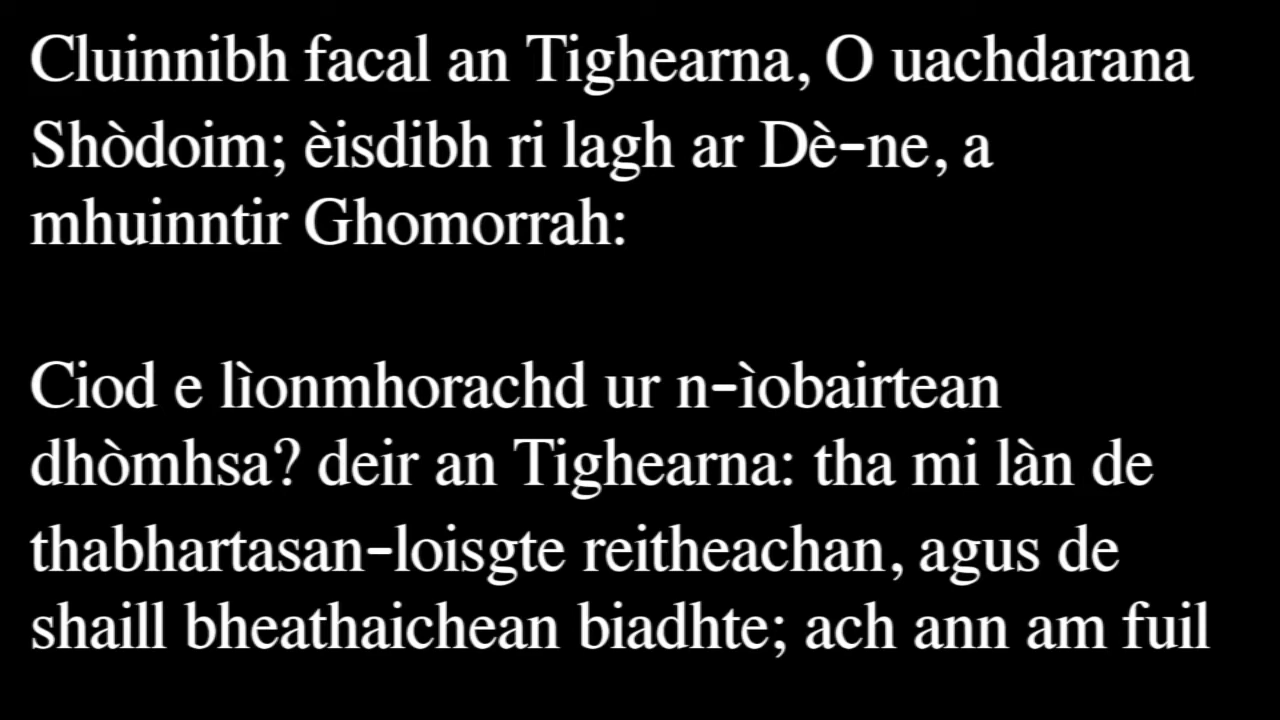 Cluinnibh facal an Tighearna, O uachdarana
Shòdoim; èisdibh ri lagh ar Dè-ne, a
mhuinntir Ghomorrah:
Ciod e lìonmhorachd ur n-ìobairtean
dhòmhsa? deir an Tighearna: tha mi làn de
thabhartasan-loisgte reitheachan, agus de
shaill bheathaichean biadhte; ach ann am fuil